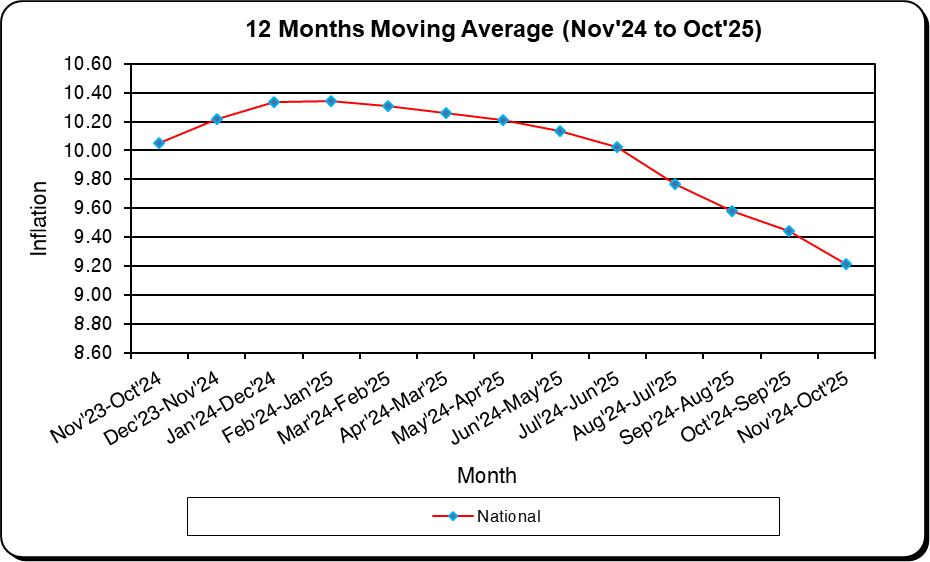 12 Months Moving Average (Nov'24 to Oct'25)
10.60
10.40
10.20
10.00
9.80
9.60
9.40
9.20
9.00
8.80
8.60
Inflation
Nov'23-Oct'24
Dec'23-Nov'24
Jan'24-Dec'24
Feb'24-Jan'25
Mar'24-Feb'25
Apr'24-Mar'25
May'24-Apr'25
Jun'24-May'25
Jul'24-Jun'25
Aug'24-Jul'25
Sep'24-Aug'25
Oct'24-Sep'25
Nov'24-Oct'25
Month
National